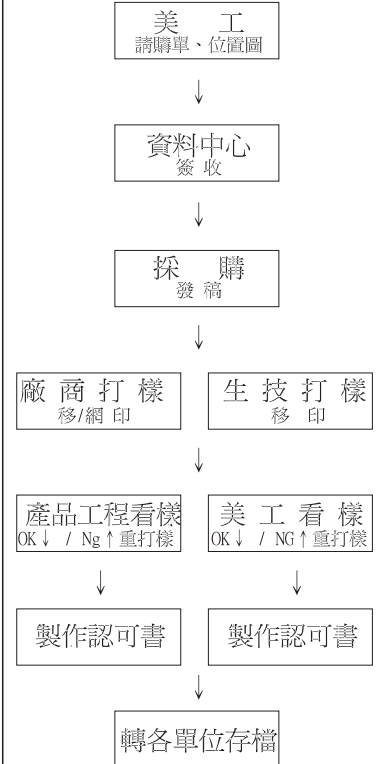 美 工
請購單、位置圖
↓
資料中心
簽 收
↓
採 購
發 稿
↓
廠 商 打 樣
移/網 印
生 技 打 樣
移 印
↓
產品工程看樣
OK↓ / Ng↑重打樣
美 工 看 樣
OK↓ / NG↑重打樣
↓ ↓
製作認可書 製作認可書
↓
轉各單位存檔